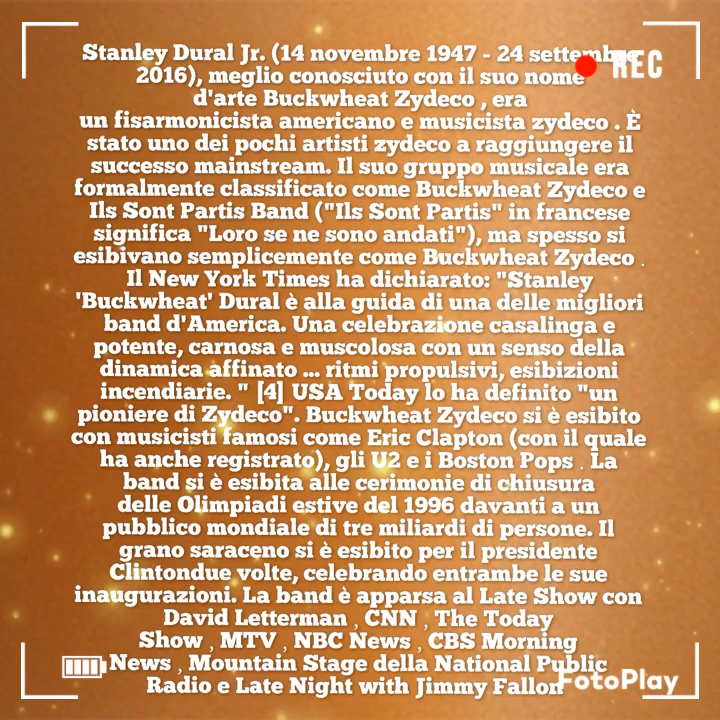 Stanley Dural Jr. (14 novembre 1947 - 24 settembre
REC
2016), meglio conosciuto con il suo nome
d'arte Buckwheat Zydeco , era
un fisarmonicista americano e musicista zydeco . È
stato uno dei pochi artisti zydeco a raggiungere il
successo mainstream. Il suo gruppo musicale era
formalmente classificato come Buckwheat Zydeco e
Ils Sont Partis Band ("Ils Sont Partis" in francese
significa "Loro se ne sono andati"), ma spesso si
esibivano semplicemente come Buckwheat Zydeco .
Il New York Times ha dichiarato: "Stanley
'Buckwheat' Dural è alla guida di una delle migliori
band d'America. Una celebrazione casalinga e
potente, carnosa e muscolosa con un senso della
dinamica affinato ... ritmi propulsivi, esibizioni
incendiarie. " [4] USA Today lo ha definito "un
pioniere di Zydeco". Buckwheat Zydeco si è esibito
con musicisti famosi come Eric Clapton (con il quale
ha anche registrato), gli U2 e i Boston Pops . La
band si è esibita alle cerimonie di chiusura
delle Olimpiadi estive del 1996 davanti a un
pubblico mondiale di tre miliardi di persone. Il
grano saraceno si è esibito per il presidente
Clintondue volte, celebrando entrambe le sue
inaugurazioni. La band è apparsa al Late Show con
David Letterman , CNN , The Today
Show , MTV , NBC News , CBS Morning
News , Mountain Stage della National Public
Radio e Late Night with Jimmy Fallon
FotoPlay